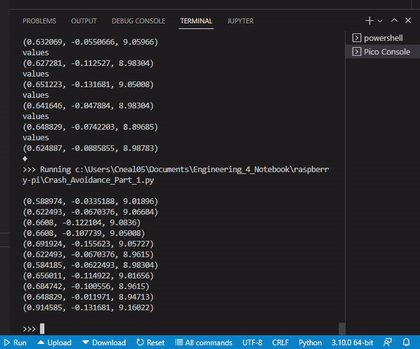 PROBLEMS OUTPUT DEBUG CONSOLE TERMINAL JUPYTER
powershell
Pico Console
(0.632069, -0.0550666, 9.05966)
values
(0.627281, -0.112527, 8.98304)
values
(0.651223, -0.131681, 9.05008)
values
(0.641646, -0.047884, 8.98304)
values
(0.648829, -0.0742203, 8.89685)
values
(0.624887, -0.0885855, 8.98783)
♦
>>> Running c:\Users\Cneal05\Documents\Engineering_4_Notebook\raspberr
y-pi\Crash_Avoidance_Part_1.py
(0.588974, -0.0335188, 9.01896)
(0.622493, -0.0670376, 9.06684)
(0.6608, -0.122104, 9.0836)
(0.6608, -0.107739, 9.05008)
(0.691924, -0.155623, 9.05727)
(0.622493, -0.0670376, 8.9615)
(0.584185, -0.0622493, 8.98304)
(0.656011, -0.114922, 9.01656)
(0.684742, -0.100556, 8.9615)
(0.648829, -0.011971, 8.94713)
(0.914585, -0.131681, 9.16022)
>>>
Run Upload Download Reset All commands UTF-8 CRLF Python 3.10.0 64-bit